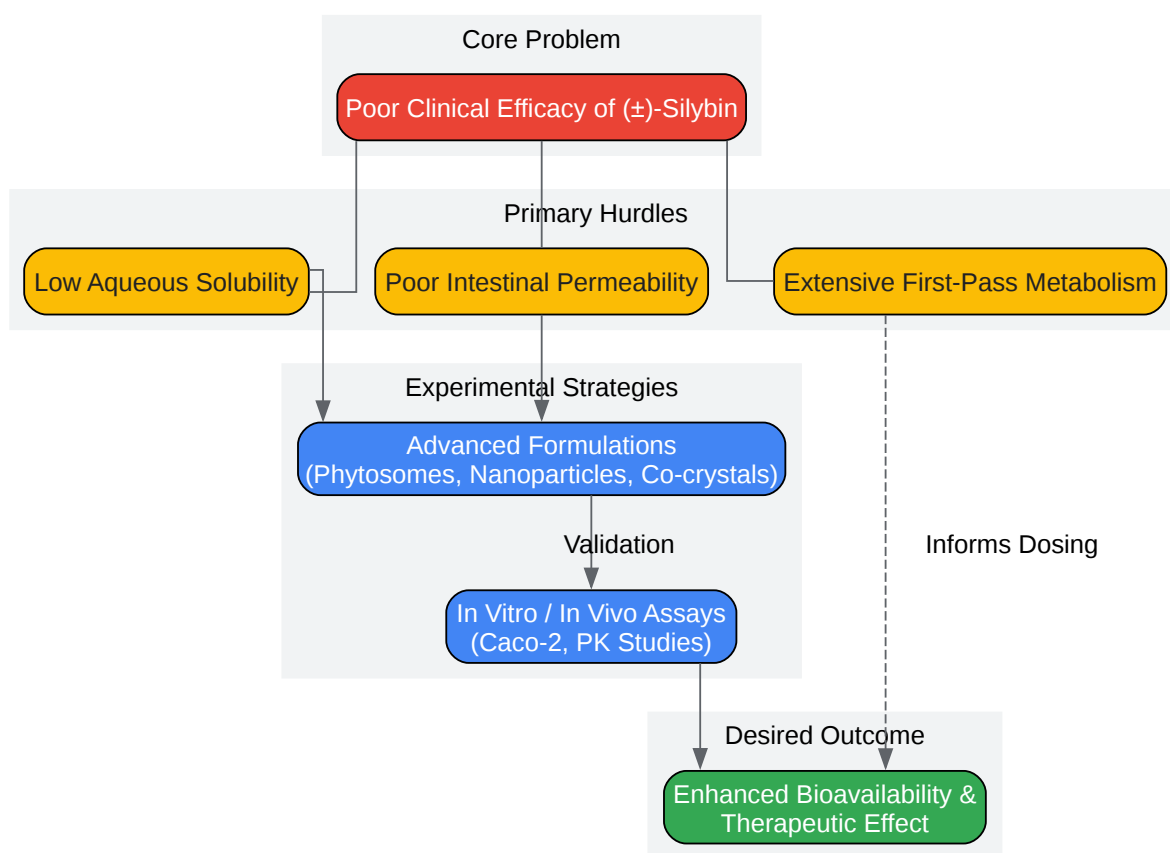 Core Problem
Poor Clinical Efficacy of (±)-Silybin
Primary Hurdles
Low Aqueous Solubility
Poor Intestinal Permeability
Extensive First-Pass Metabolism
Experimental Strategies
Advanced Formulations
(Phytosomes, Nanoparticles, Co-crystals)
Validation
Informs Dosing
In Vitro / In Vivo Assays
(Caco-2, PK Studies)
Desired Outcome
Enhanced Bioavailability &
Therapeutic Effect